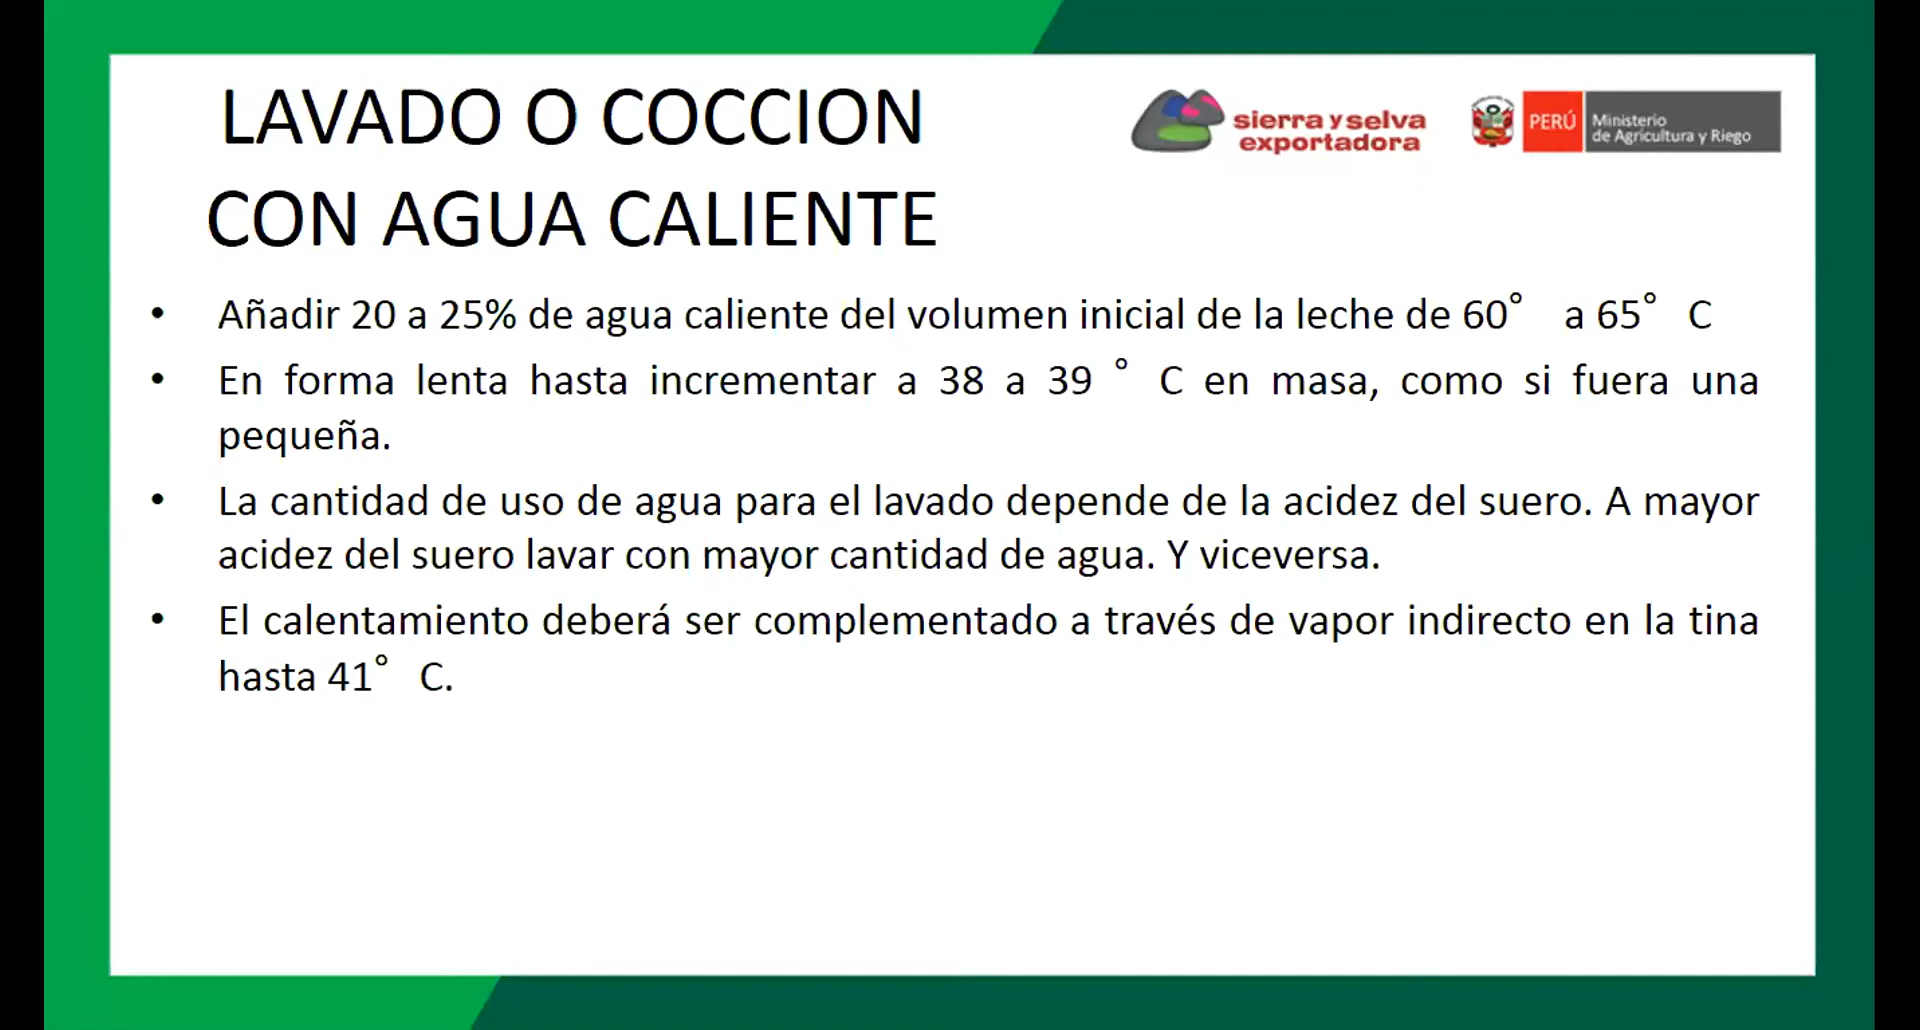 LAVADO O COCCION
CON AGUA CALIENTE
sierra y selva
exportadora
PERÚ
Ministerio
de Agricultura y Riego
• Añadir 20 a 25% de agua caliente del volumen inicial de la leche de 60° a 65° C
• En forma lenta hasta incrementar a 38 a 39 ° C en masa, como si fuera una
pequeña.
• La cantidad de uso de agua para el lavado depende de la acidez del suero. A mayor
acidez del suero lavar con mayor cantidad de agua. Y viceversa.
• El calentamiento deberá ser complementado a través de vapor indirecto en la tina
hasta 41° C.